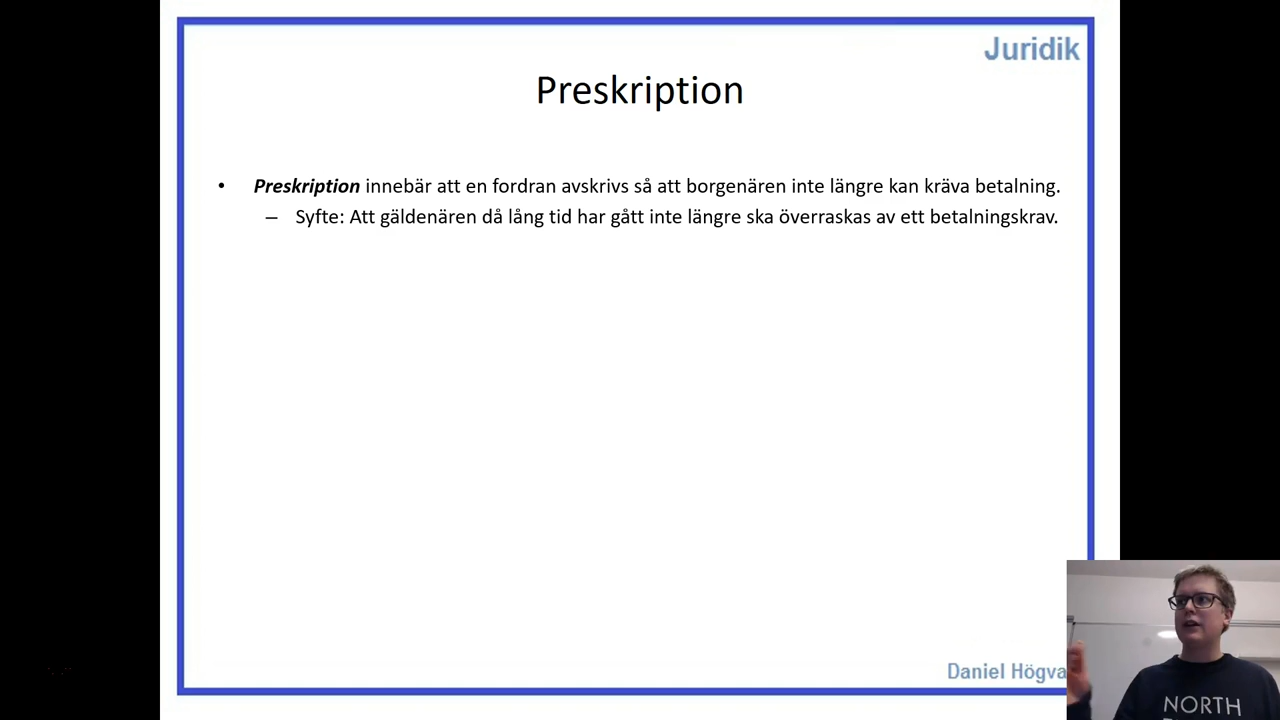 Juridik
Preskription
• Preskription innebär att en fordran avskrivs så att borgenären inte längre kan kräva betalning.
– Syfte: Att gäldenären då lång tid har gått inte längre ska överraskas av ett betalningskrav.
Daniel Högva
NORTH